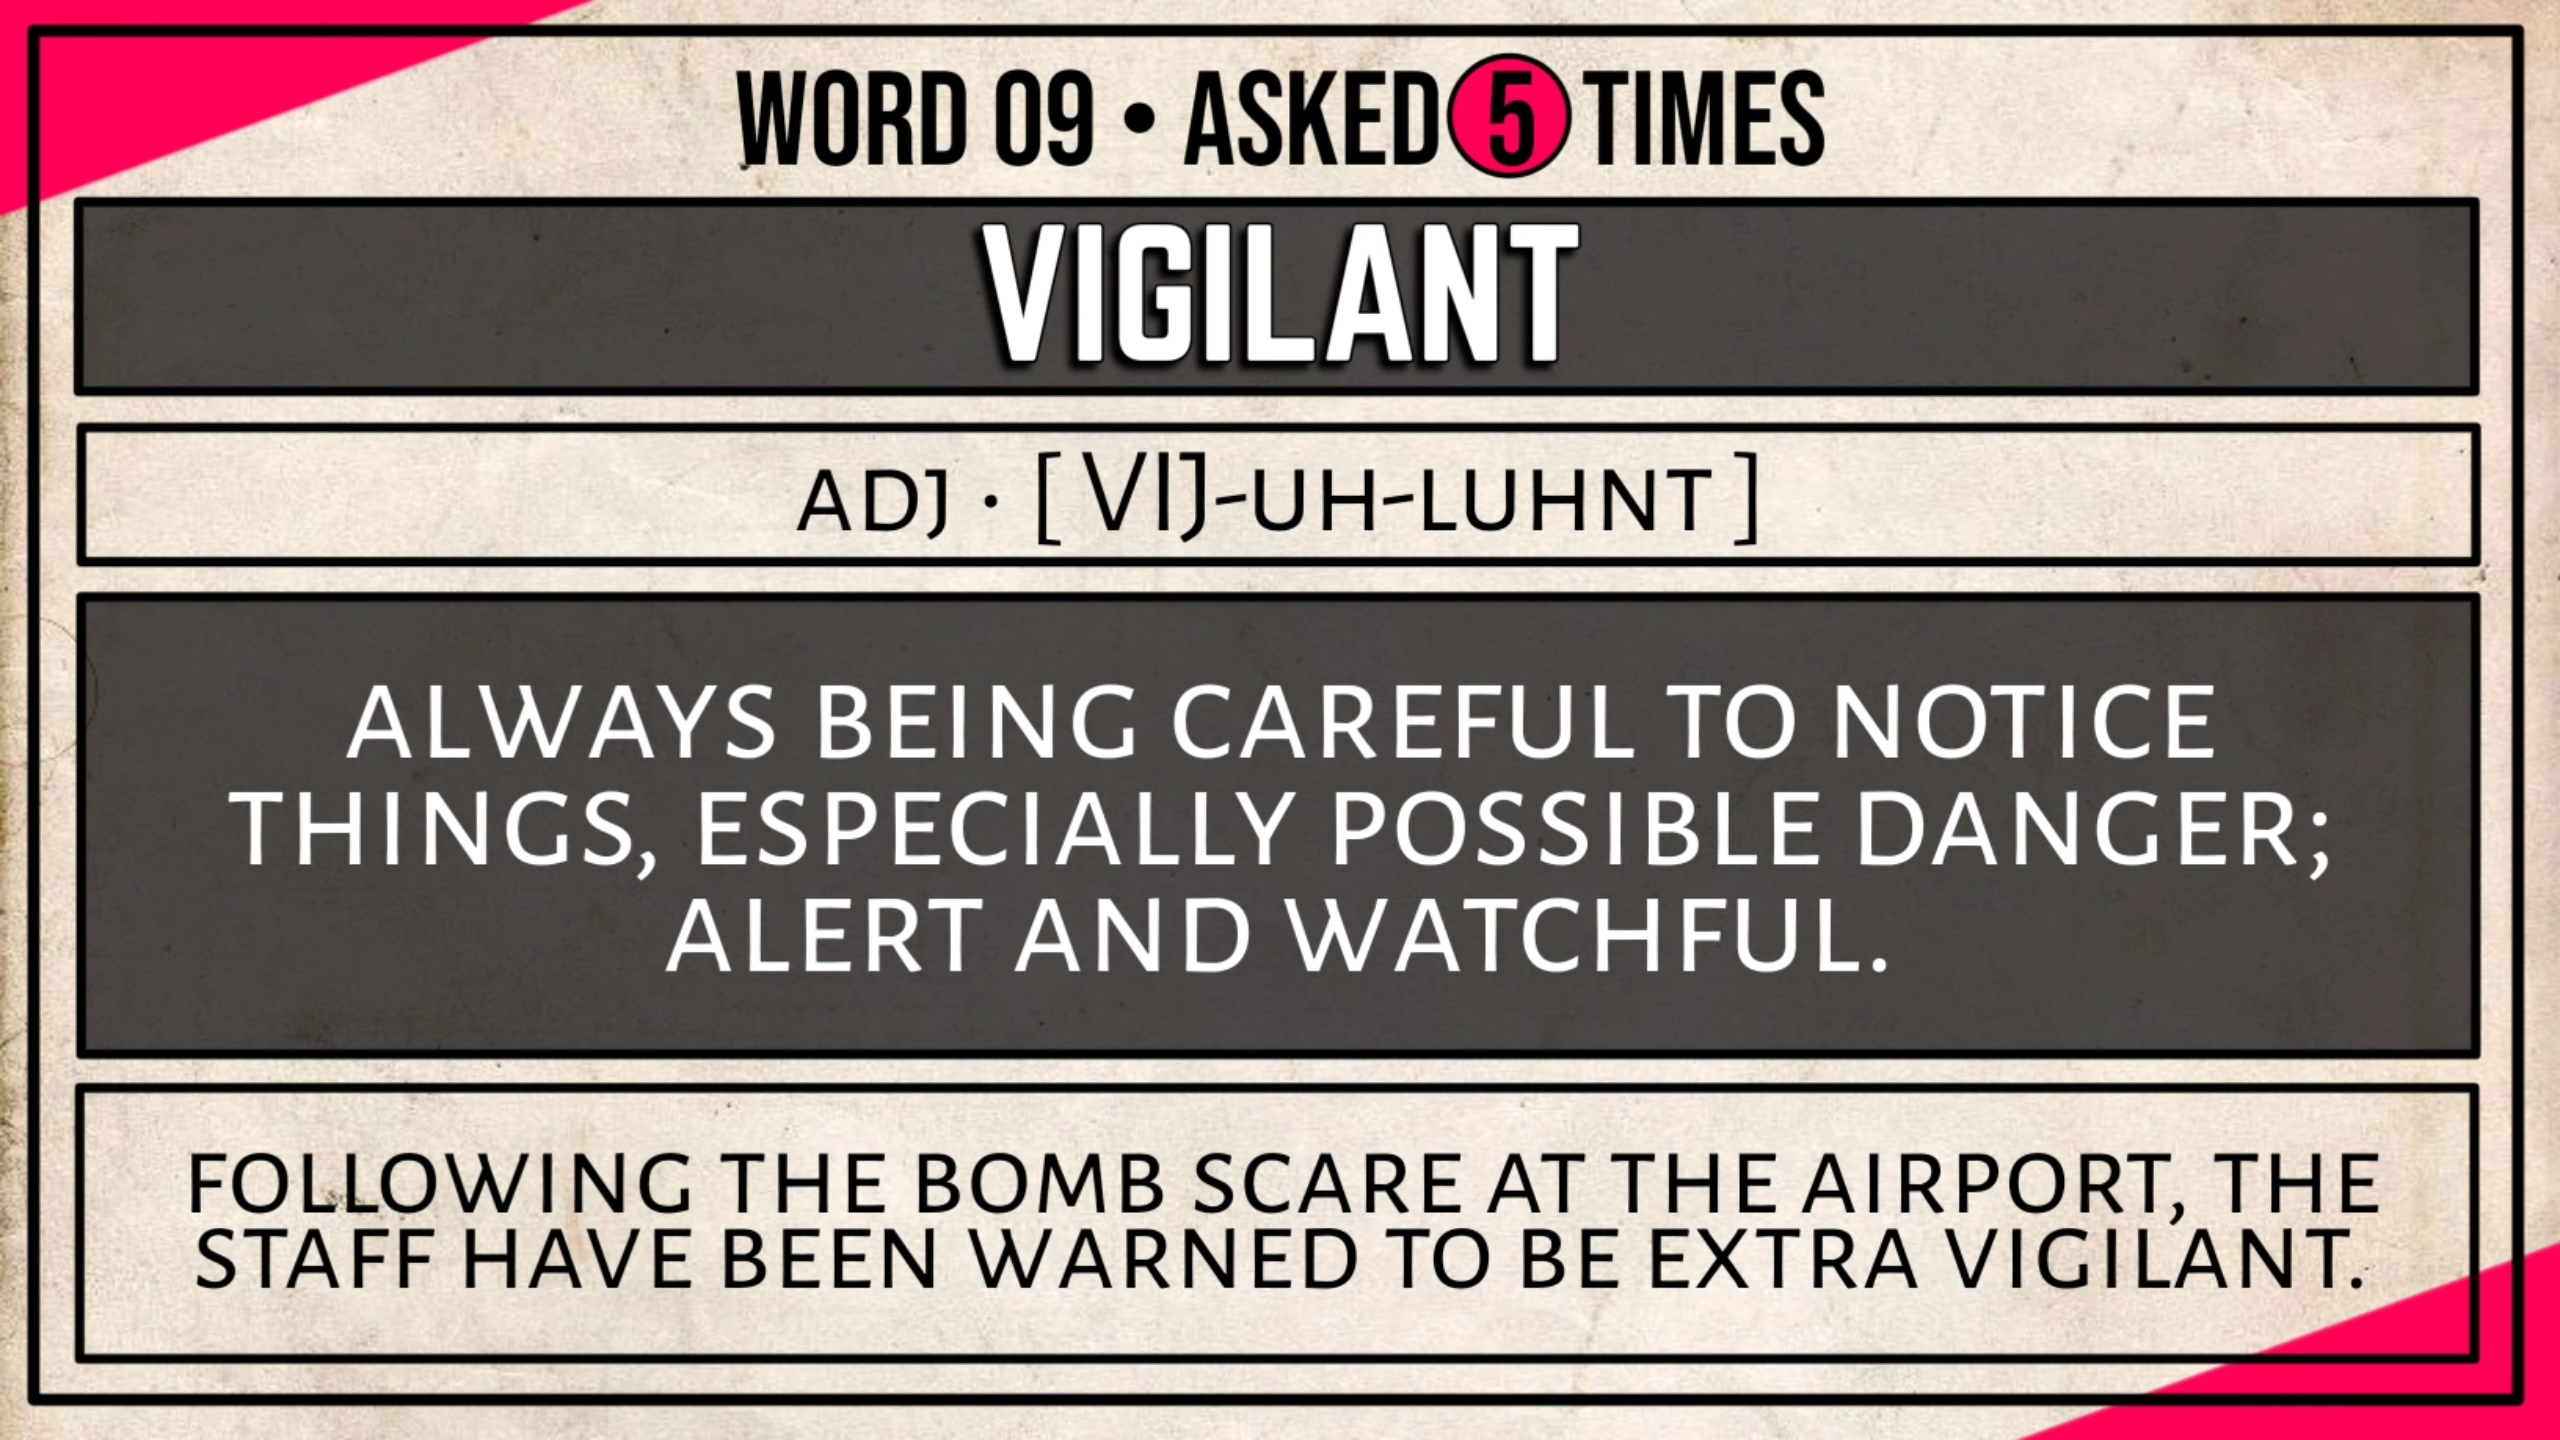 WORD 09 • ASKED 5 TIMES
VIGILANT
ADJ · [ VIJ-UH-LUHNT ]
ALWAYS BEING CAREFUL TO NOTICE
THINGS, ESPECIALLY POSSIBLE DANGER;
ALERT AND WATCHFUL.
FOLLOWING THE BOMB SCARE AT THE AIRPORT, THE
STAFF HAVE BEEN WARNED TO BE EXTRA VIGILANT.